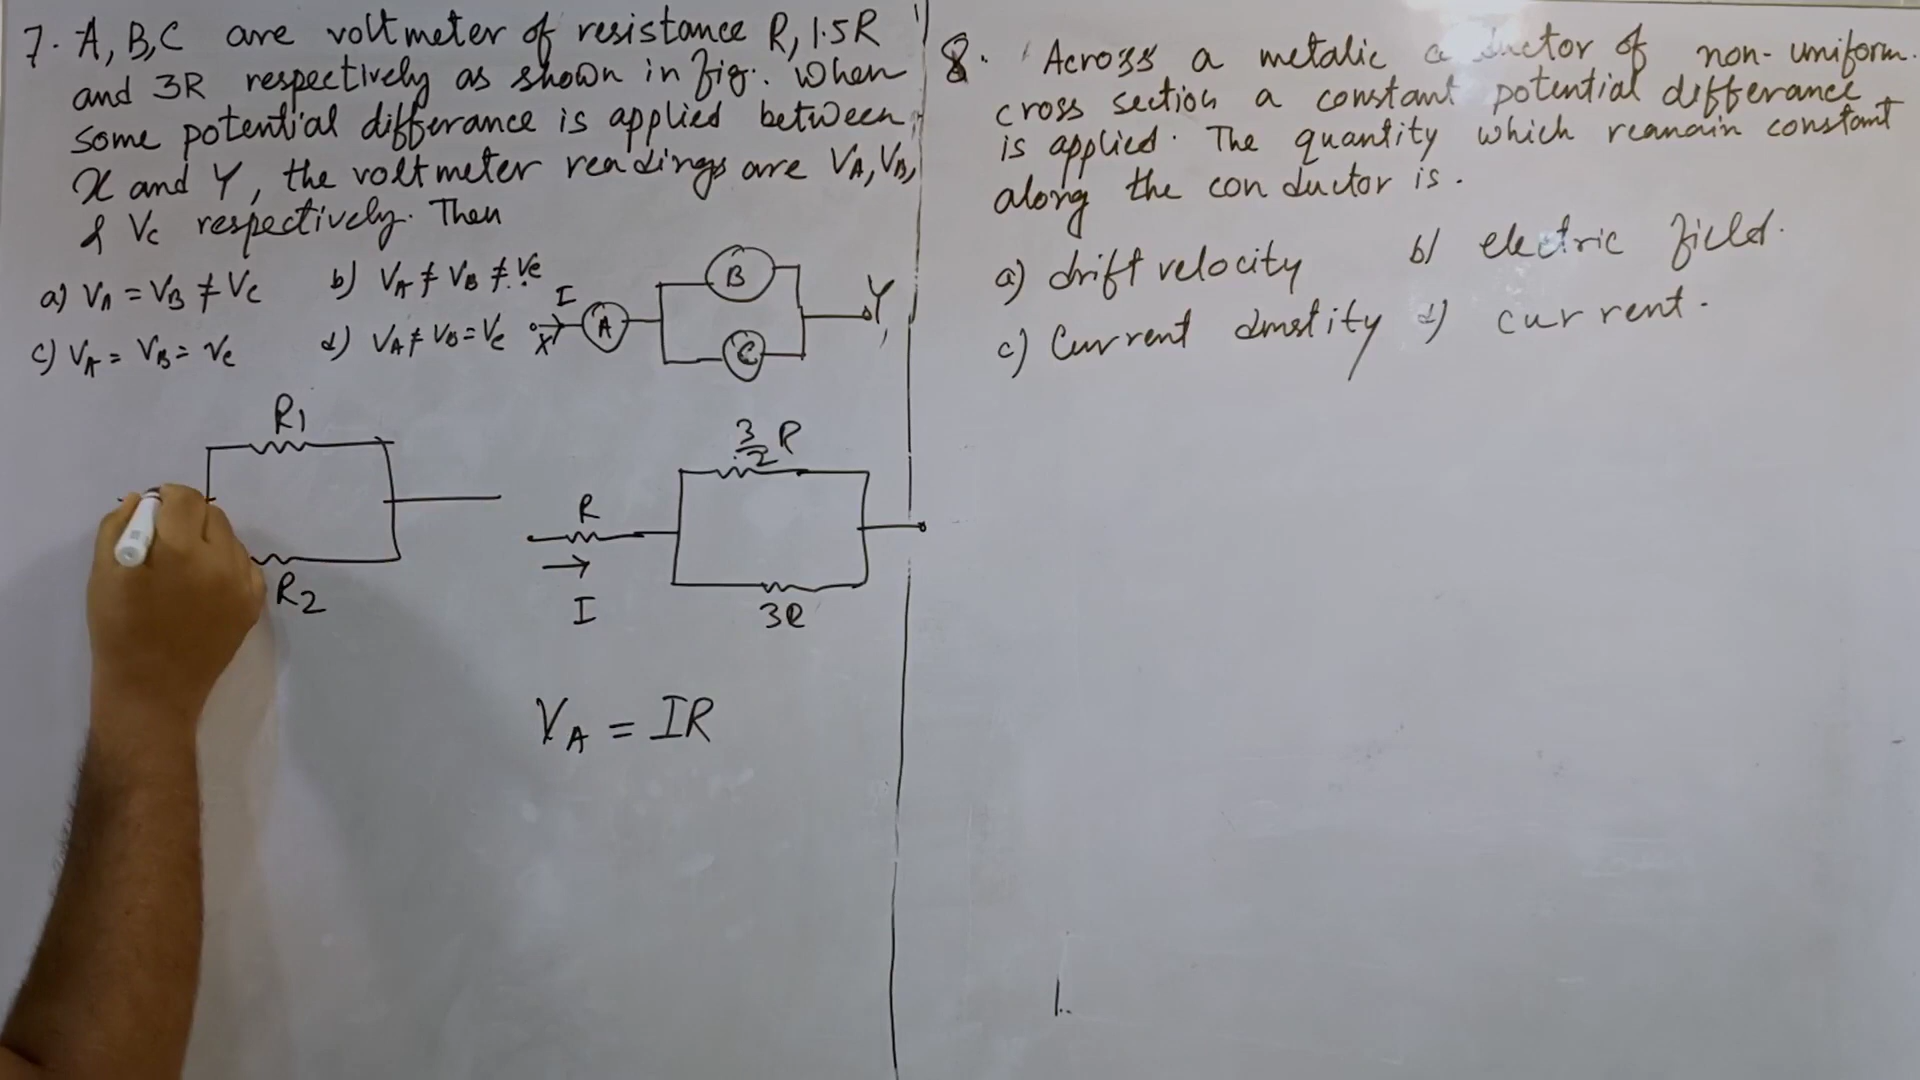 7. A, B, C are voltmeter of resistance R, 1.5R
and 3R respectively as shown in fig. When
some potential differance is applied between
X and Y, the voltmeter readings are VA, VB,
& Vc respectively. Then
a) VA = VB ≠ Vc b) VA ≠ VB ≠ Vc
c) VA = VB = Vc d) VA ≠ VB = Vc
I
X
A
B
C
Y
R1
R2
R
I
3/2 R
3R
VA = IR
8. Across a metalic of non-uniform.
cross section a constant potential differance
is applied. The quantity which reamain constant
along the conductor is.
a) drift velocity b) electric field.
c) Current d) current.